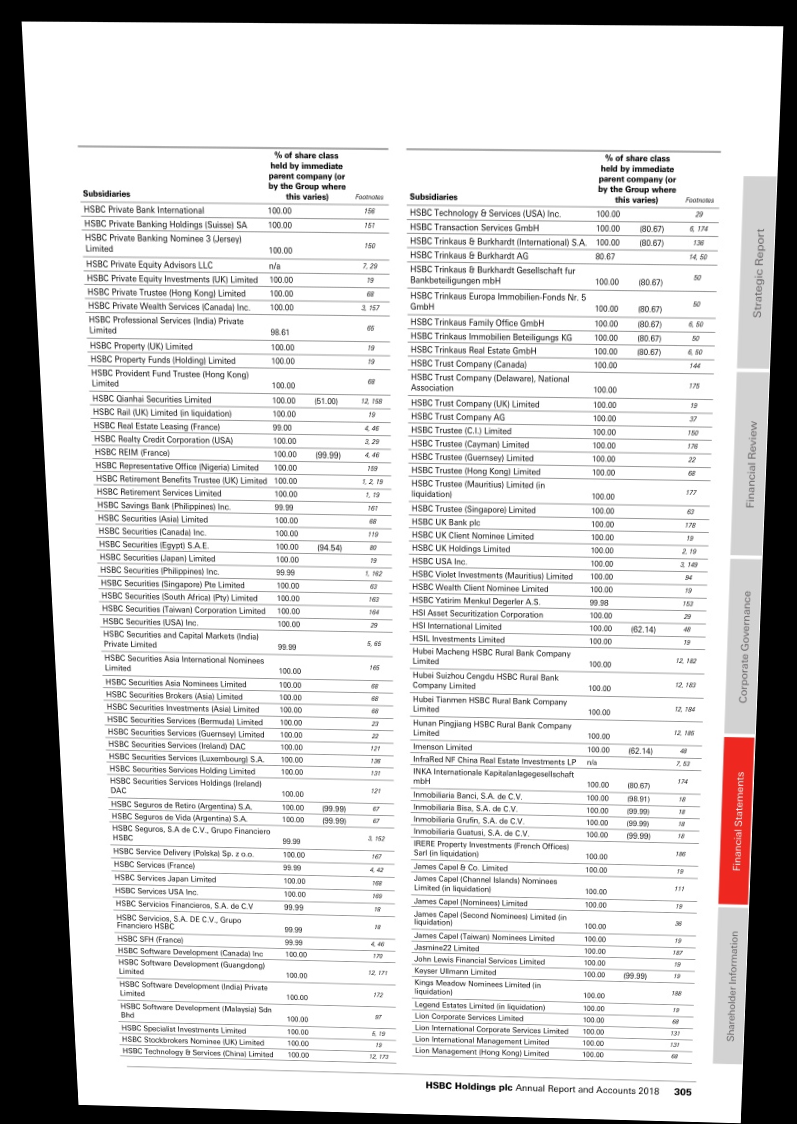 Subsidiaries
% of share class
held by immediate
parent company (or
by the Group where
this varies)
Footnotes
HSBC Private Bank International 100.00 156
HSBC Private Banking Holdings (Suisse) SA 100.00 151
HSBC Private Banking Nominee 3 (Jersey)
Limited 100.00 150
HSBC Private Equity Advisors LLC n/a 7, 29
HSBC Private Equity Investments (UK) Limited 100.00 19
HSBC Private Trustee (Hong Kong) Limited 100.00 68
HSBC Private Wealth Services (Canada) Inc. 100.00 3, 157
HSBC Professional Services (India) Private
Limited 98.61 65
HSBC Property (UK) Limited 100.00 19
HSBC Property Funds (Holding) Limited 100.00 19
HSBC Provident Fund Trustee (Hong Kong)
Limited 100.00 68
HSBC Qianhai Securities Limited 100.00 (51.00) 12, 158
HSBC Rail (UK) Limited (in liquidation) 100.00 19
HSBC Real Estate Leasing (France) 99.00 4, 46
HSBC Realty Credit Corporation (USA) 100.00 3, 29
HSBC REIM (France) 100.00 (99.99) 4, 46
HSBC Representative Office (Nigeria) Limited 100.00 159
HSBC Retirement Benefits Trustee (UK) Limited 100.00 1, 2, 19
HSBC Retirement Services Limited 100.00 1, 19
HSBC Savings Bank (Philippines) Inc. 99.99 161
HSBC Securities (Asia) Limited 100.00 68
HSBC Securities (Canada) Inc. 100.00 119
HSBC Securities (Egypt) S.A.E. 100.00 (94.54) 80
HSBC Securities (Japan) Limited 100.00 19
HSBC Securities (Philippines) Inc. 99.99 1, 162
HSBC Securities (Singapore) Pte Limited 100.00 63
HSBC Securities (South Africa) (Pty) Limited 100.00 163
HSBC Securities (Taiwan) Corporation Limited 100.00 164
HSBC Securities (USA) Inc. 100.00 29
HSBC Securities and Capital Markets (India)
Private Limited 99.99 5, 65
HSBC Securities Asia International Nominees
Limited 100.00 165
HSBC Securities Asia Nominees Limited 100.00 68
HSBC Securities Brokers (Asia) Limited 100.00 68
HSBC Securities Investments (Asia) Limited 100.00 68
HSBC Securities Services (Bermuda) Limited 100.00 23
HSBC Securities Services (Guernsey) Limited 100.00 22
HSBC Securities Services (Ireland) DAC 100.00 121
HSBC Securities Services (Luxembourg) S.A. 100.00 136
HSBC Securities Services Holding Limited 100.00 131
HSBC Securities Services Holdings (Ireland)
DAC 100.00 121
HSBC Seguros de Retiro (Argentina) S.A. 100.00 (99.99) 67
HSBC Seguros de Vida (Argentina) S.A. 100.00 (99.99) 67
HSBC Seguros, S.A de C.V., Grupo Financiero
HSBC 99.99 3, 152
HSBC Service Delivery (Polska) Sp. z o.o. 100.00 167
HSBC Services (France) 99.99 4, 42
HSBC Services Japan Limited 100.00 168
HSBC Services USA Inc. 100.00 169
HSBC Servicios Financieros, S.A. de C.V 99.99 18
HSBC Servicios, S.A. DE C.V., Grupo
Financiero HSBC 99.99 18
HSBC SFH (France) 99.99 4, 46
HSBC Software Development (Canada) Inc 100.00 170
HSBC Software Development (Guangdong)
Limited 100.00 12, 171
HSBC Software Development (India) Private
Limited 100.00 172
HSBC Software Development (Malaysia) Sdn
Bhd 100.00 97
HSBC Specialist Investments Limited 100.00 5, 19
HSBC Stockbrokers Nominee (UK) Limited 100.00 19
HSBC Technology & Services (China) Limited 100.00 12, 173
Subsidiaries
% of share class
held by immediate
parent company (or
by the Group where
this varies)
Footnotes
HSBC Technology & Services (USA) Inc. 100.00 29
HSBC Transaction Services GmbH 100.00 (80.67) 6, 174
HSBC Trinkaus & Burkhardt (International) S.A. 100.00 (80.67) 136
HSBC Trinkaus & Burkhardt AG 80.67 14, 50
HSBC Trinkaus & Burkhardt Gesellschaft fur
Bankbeteiligungen mbH 100.00 (80.67) 50
HSBC Trinkaus Europa Immobilien-Fonds Nr. 5
GmbH 100.00 (80.67) 50
HSBC Trinkaus Family Office GmbH 100.00 (80.67) 6, 50
HSBC Trinkaus Immobilien Beteiligungs KG 100.00 (80.67) 50
HSBC Trinkaus Real Estate GmbH 100.00 (80.67) 6, 50
HSBC Trust Company (Canada) 100.00 144
HSBC Trust Company (Delaware), National
Association 100.00 175
HSBC Trust Company (UK) Limited 100.00 19
HSBC Trust Company AG 100.00 37
HSBC Trustee (C.I.) Limited 100.00 150
HSBC Trustee (Cayman) Limited 100.00 176
HSBC Trustee (Guernsey) Limited 100.00 22
HSBC Trustee (Hong Kong) Limited 100.00 68
HSBC Trustee (Mauritius) Limited (in
liquidation) 100.00 177
HSBC Trustee (Singapore) Limited 100.00 63
HSBC UK Bank plc 100.00 178
HSBC UK Client Nominee Limited 100.00 19
HSBC UK Holdings Limited 100.00 2, 19
HSBC USA Inc. 100.00 3, 149
HSBC Violet Investments (Mauritius) Limited 100.00 94
HSBC Wealth Client Nominee Limited 100.00 19
HSBC Yatirim Menkul Degerler A.S. 99.98 153
HSI Asset Securitization Corporation 100.00 29
HSI International Limited 100.00 (62.14) 48
HSIL Investments Limited 100.00 19
Hubei Macheng HSBC Rural Bank Company
Limited 100.00 12, 182
Hubei Suizhou Cengdu HSBC Rural Bank
Company Limited 100.00 12, 183
Hubei Tianmen HSBC Rural Bank Company
Limited 100.00 12, 184
Hunan Pingjiang HSBC Rural Bank Company
Limited 100.00 12, 185
Imenson Limited 100.00 (62.14) 48
InfraRed NF China Real Estate Investments LP n/a 7, 53
INKA Internationale Kapitalanlagegesellschaft
mbH 100.00 (80.67) 174
Inmobiliaria Banci, S.A. de C.V. 100.00 (98.91) 18
Inmobiliaria Bisa, S.A. de C.V. 100.00 (99.99) 18
Inmobiliaria Grufin, S.A. de C.V. 100.00 (99.99) 18
Inmobiliaria Guatusi, S.A. de C.V. 100.00 (99.99) 18
IRERE Property Investments (French Offices)
Sarl (in liquidation) 100.00 186
James Capel & Co. Limited 100.00 19
James Capel (Channel Islands) Nominees
Limited (in liquidation) 100.00 111
James Capel (Nominees) Limited 100.00 19
James Capel (Second Nominees) Limited (in
liquidation) 100.00 36
James Capel (Taiwan) Nominees Limited 100.00 19
Jasmine22 Limited 100.00 187
John Lewis Financial Services Limited 100.00 19
Keyser Ullmann Limited 100.00 (99.99) 19
Kings Meadow Nominees Limited (in
liquidation) 100.00 188
Legend Estates Limited (in liquidation) 100.00 19
Lion Corporate Services Limited 100.00 68
Lion International Corporate Services Limited 100.00 131
Lion International Management Limited 100.00 131
Lion Management (Hong Kong) Limited 100.00 68
Strategic Report
Financial Review
Corporate Governance
Financial Statements
Shareholder Information
HSBC Holdings plc Annual Report and Accounts 2018 305